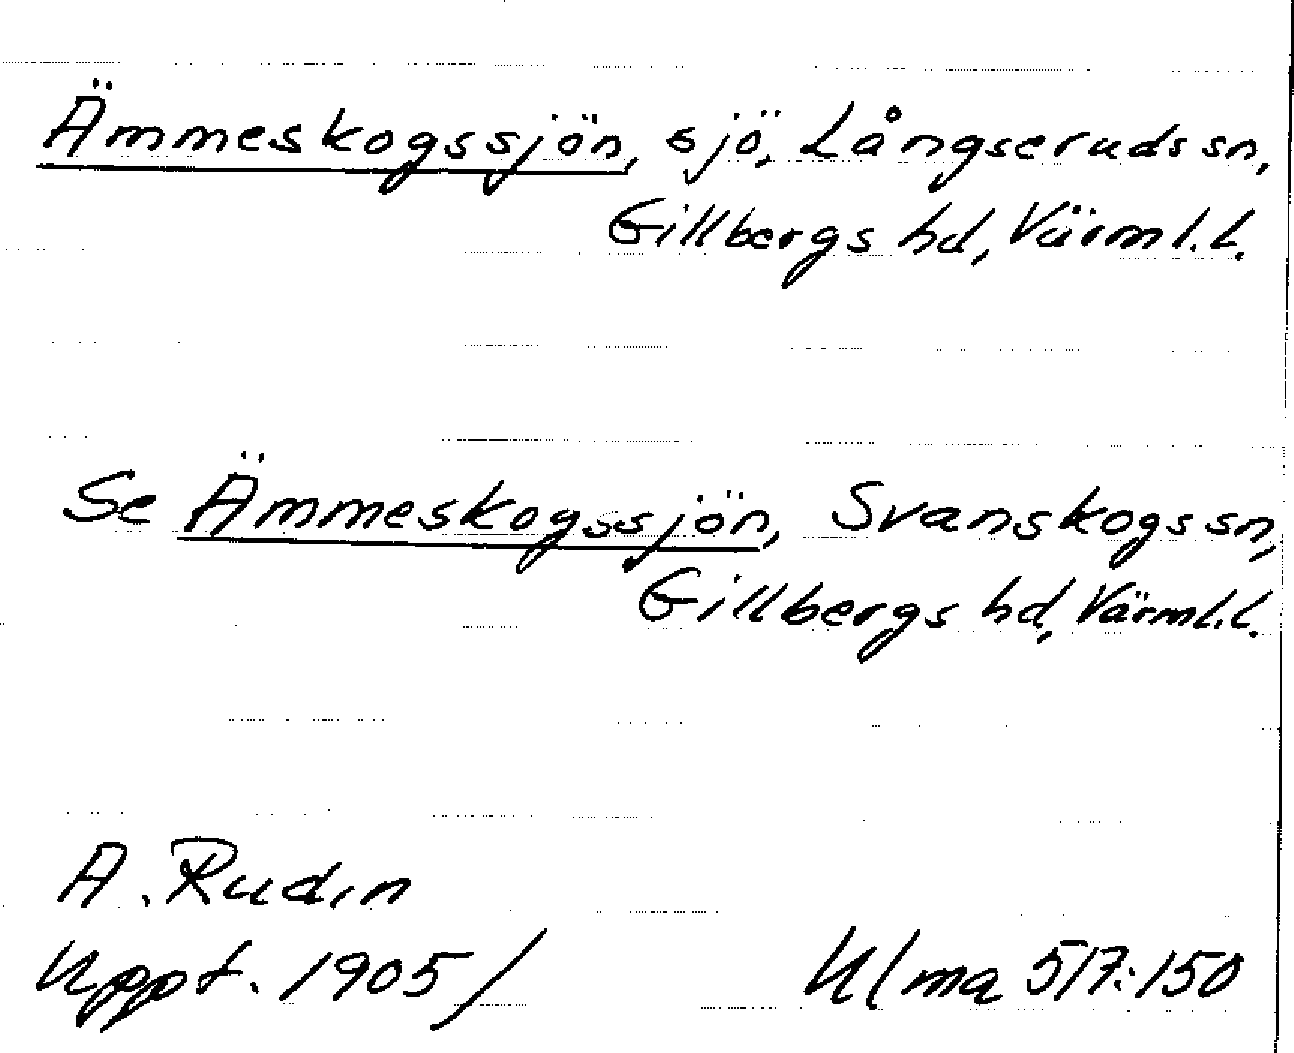 Ämmeskogssjön, sjö, Långseruds sn,
Gillbergs hd, Värml.l.
Se Ämmeskogssjön, Svanskogs sn,
Gillbergs hd, Värml.l.
A. Rudin
Uppt. 1905/ Ulma 517:150